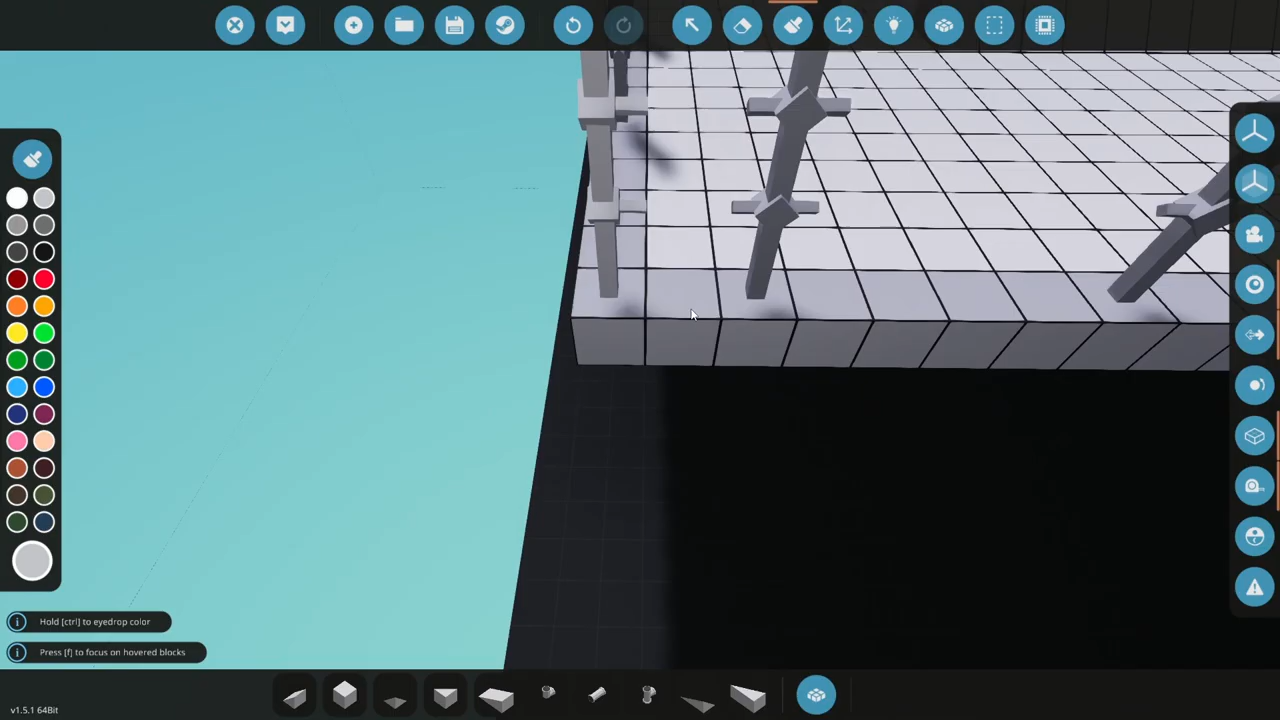 Hold [ctrl] to eyedrop color
Press [f] to focus on hovered blocks
v1.5.1 64Bit